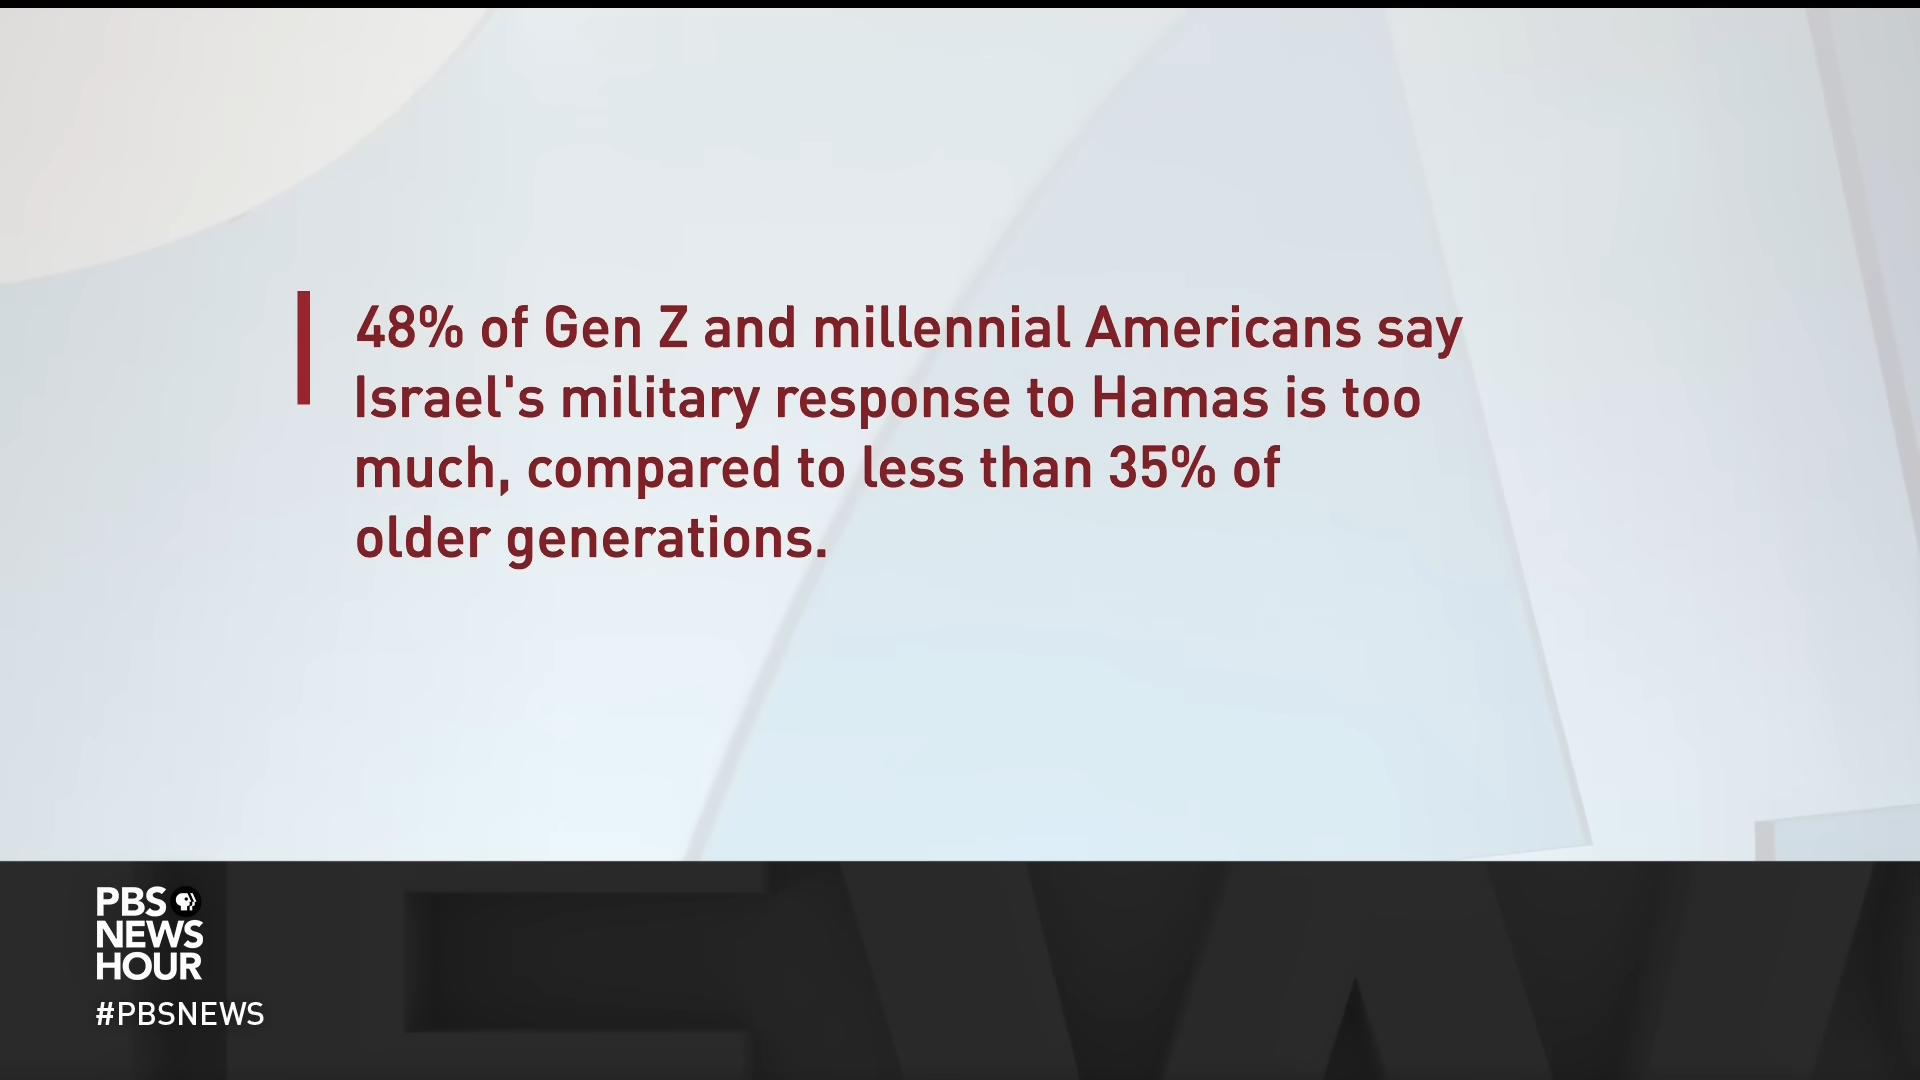 48% of Gen Z and millennial Americans say
Israel's military response to Hamas is too
much, compared to less than 35% of
older generations.
PBS
NEWS
HOUR
#PBSNEWS